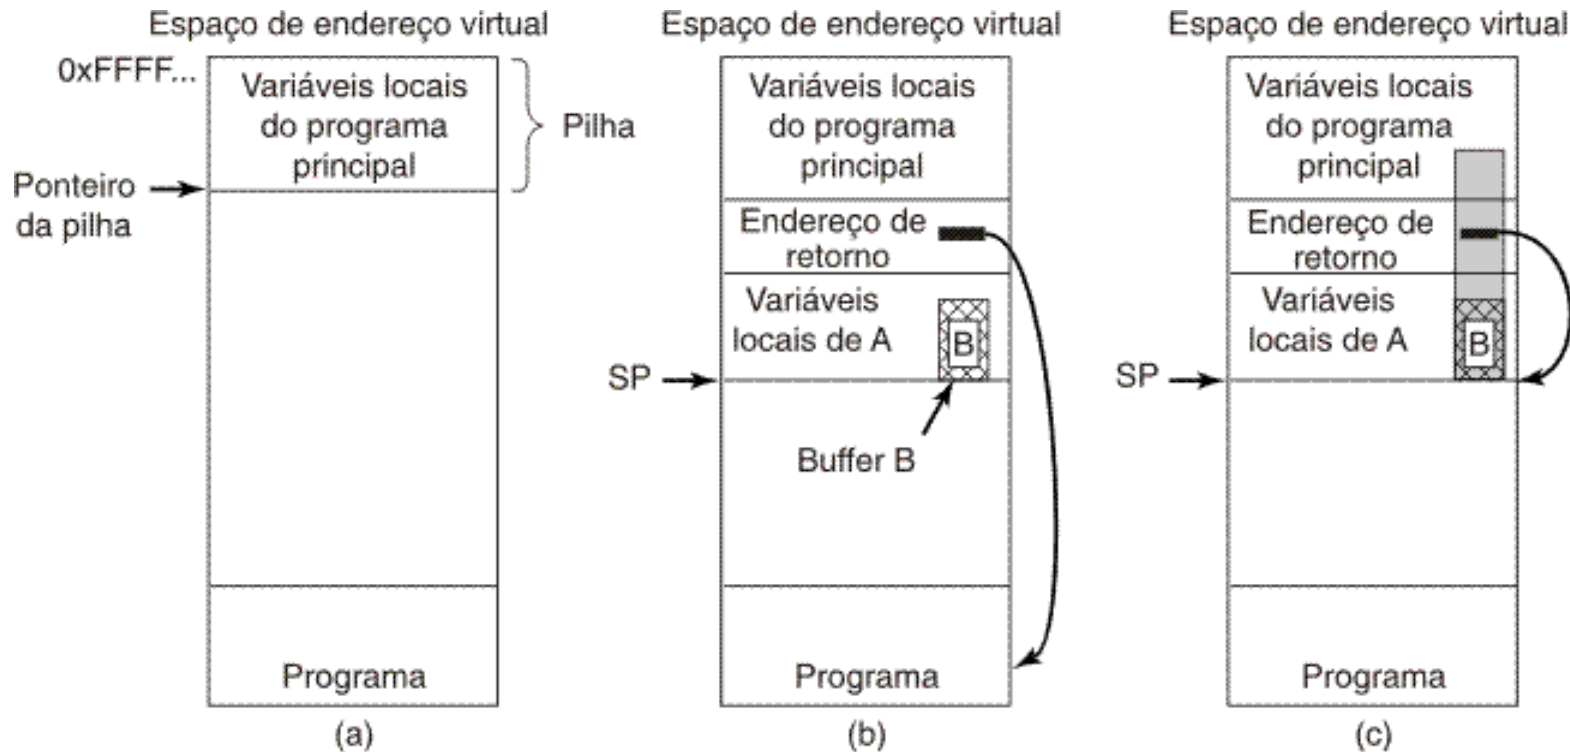 Espaço de endereço virtual
0xFFFF...
Variáveis locais
do programa
principal
Pilha
Ponteiro
da pilha
Programa
(a)
Espaço de endereço virtual
Variáveis locais
do programa
principal
Endereço de
retorno
Variáveis
locais de A
B
SP
Buffer B
Programa
(b)
Espaço de endereço virtual
Variáveis locais
do programa
principal
Endereço de
retorno
Variáveis
locais de A
B
SP
Programa
(c)